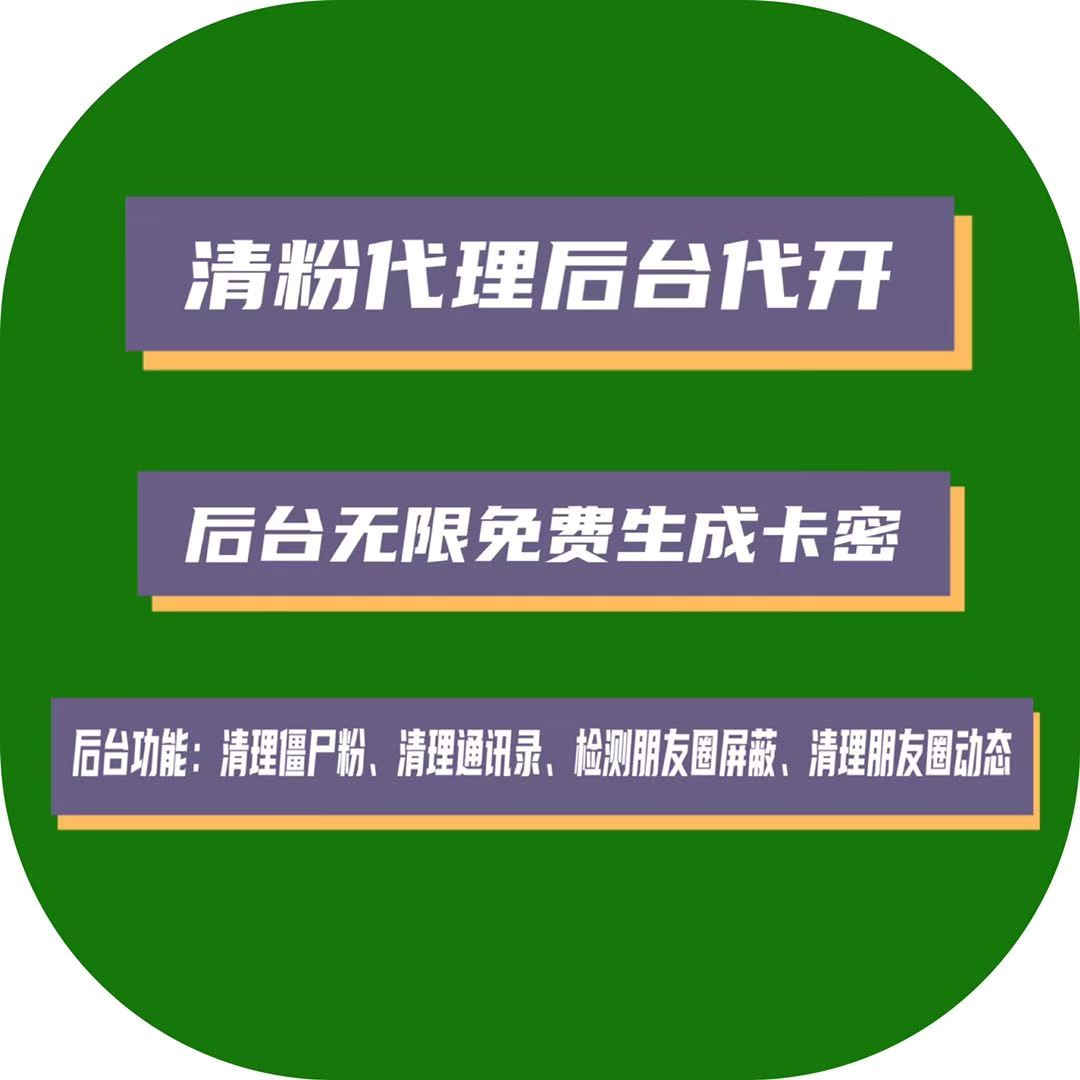 清粉代理后台代开
后台无限免费生成卡密
后台功能：清理僵尸粉、清理通讯录、检测朋友圈屏蔽、清理朋友圈动态